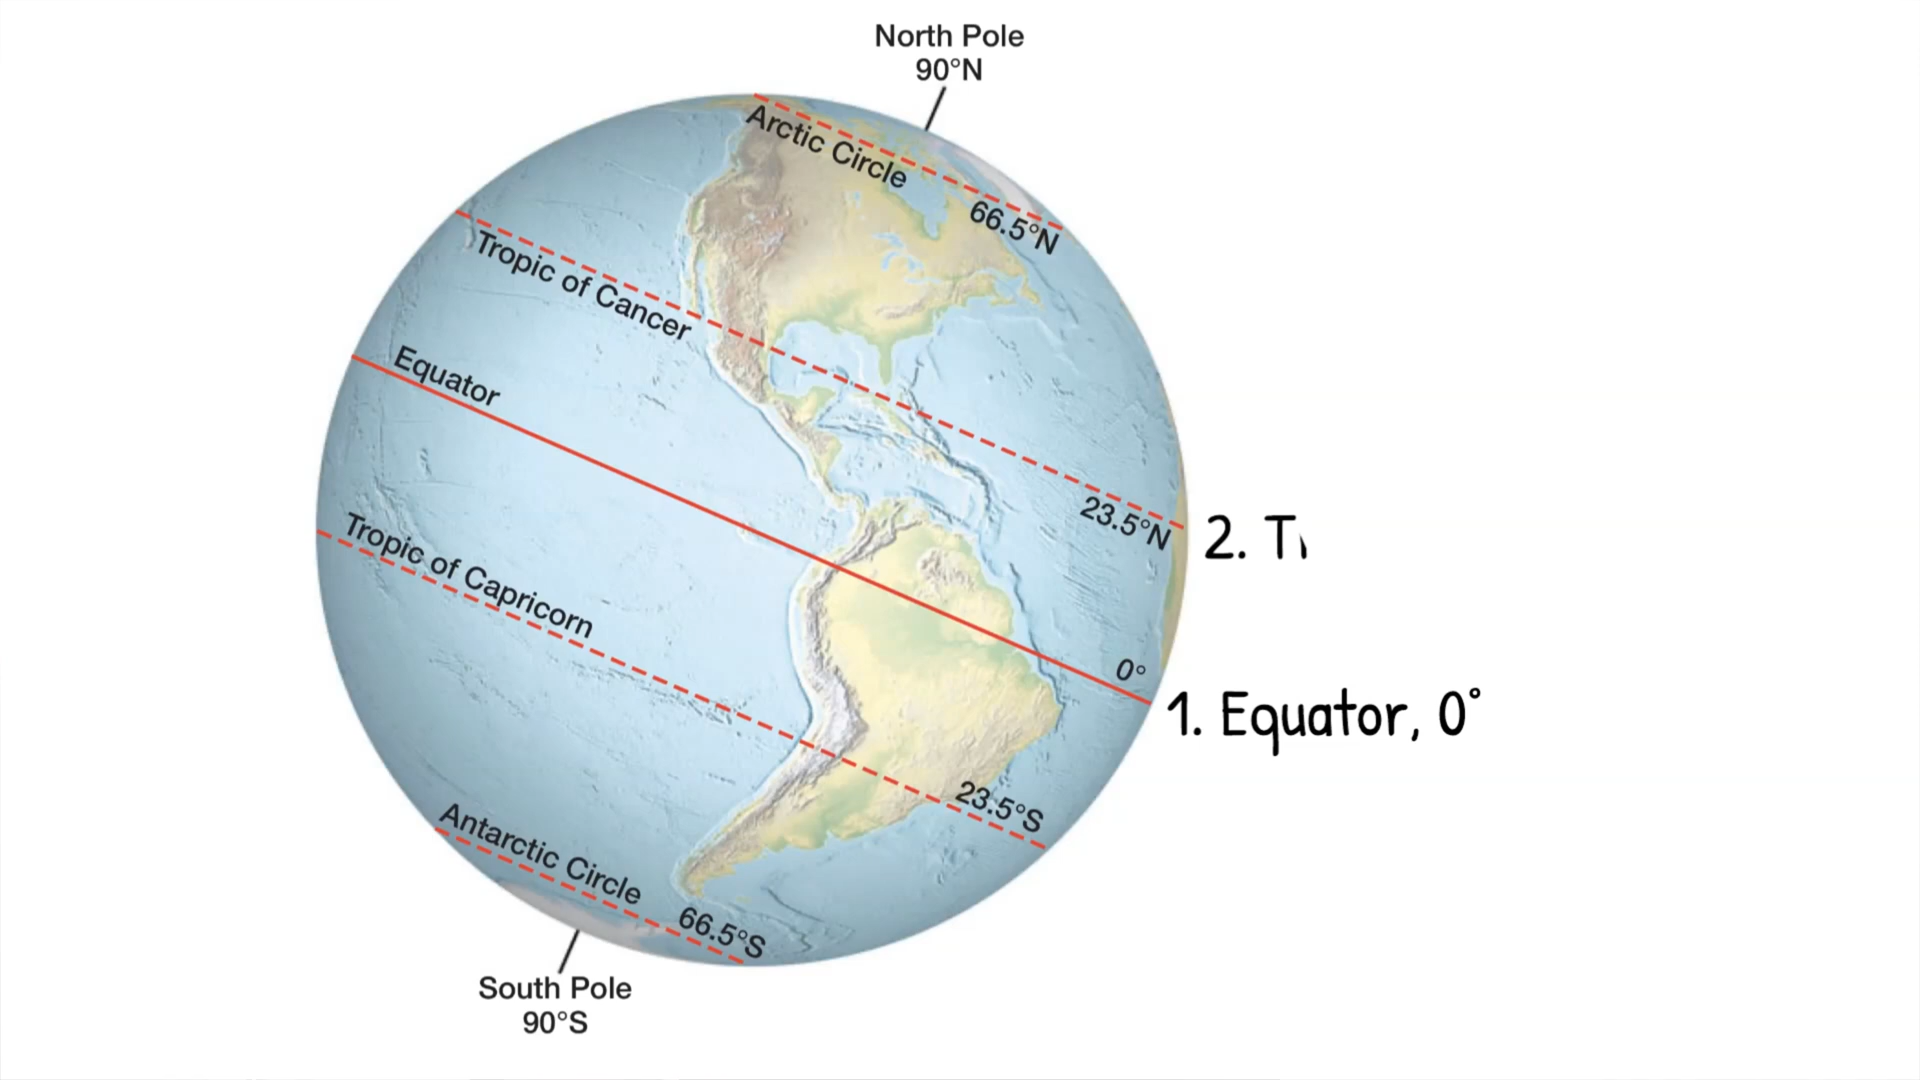 North Pole
90°N
Arctic Circle
66.5°N
Tropic of Cancer
23.5°N
2. T
Equator
0°
1. Equator, 0°
Tropic of Capricorn
23.5°S
Antarctic Circle
66.5°S
South Pole
90°S